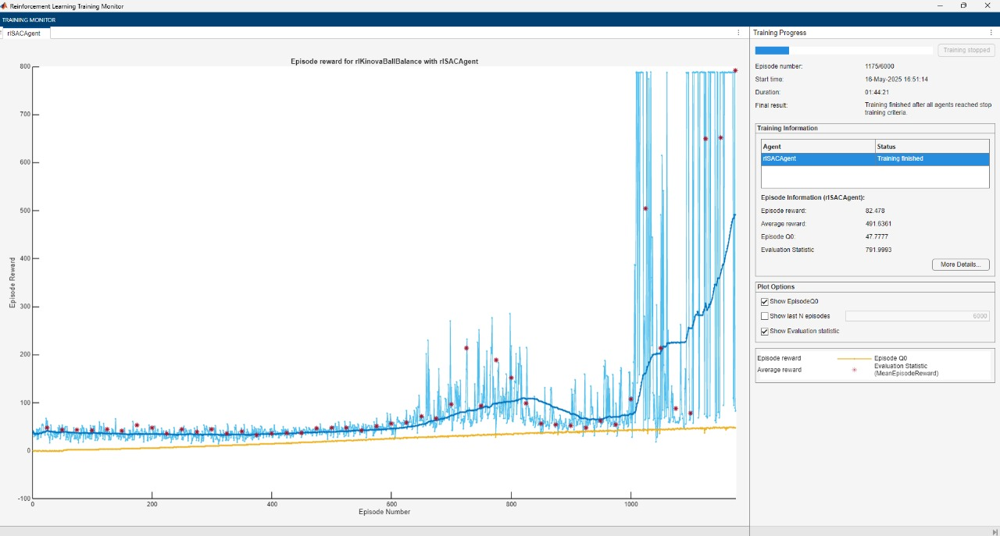 Reinforcement Learning Training Monitor
TRAINING MONITOR
rlSACAgent
Episode reward for rlKinovaBallBalance with rlSACAgent
Episode Reward
800
700
600
500
400
300
200
100
0
-100
0 200 400 600 800 1000
Episode Number
Training Progress
Training stopped
Episode number: 1175/6000
Start time: 16-May-2025 16:51:14
Duration: 01:44:21
Final result: Training finished after all agents reached stop
training criteria.
Training Information
Agent Status
rlSACAgent Training finished
Episode Information (rlSACAgent):
Episode reward: 82.478
Average reward: 491.6361
Episode Q0: 47.7777
Evaluation Statistic 791.9993
More Details...
Plot Options
Show EpisodeQ0
Show last N episodes 6000
Show Evaluation statistic
Episode reward Episode Q0
Average reward Evaluation Statistic
(MeanEpisodeReward)